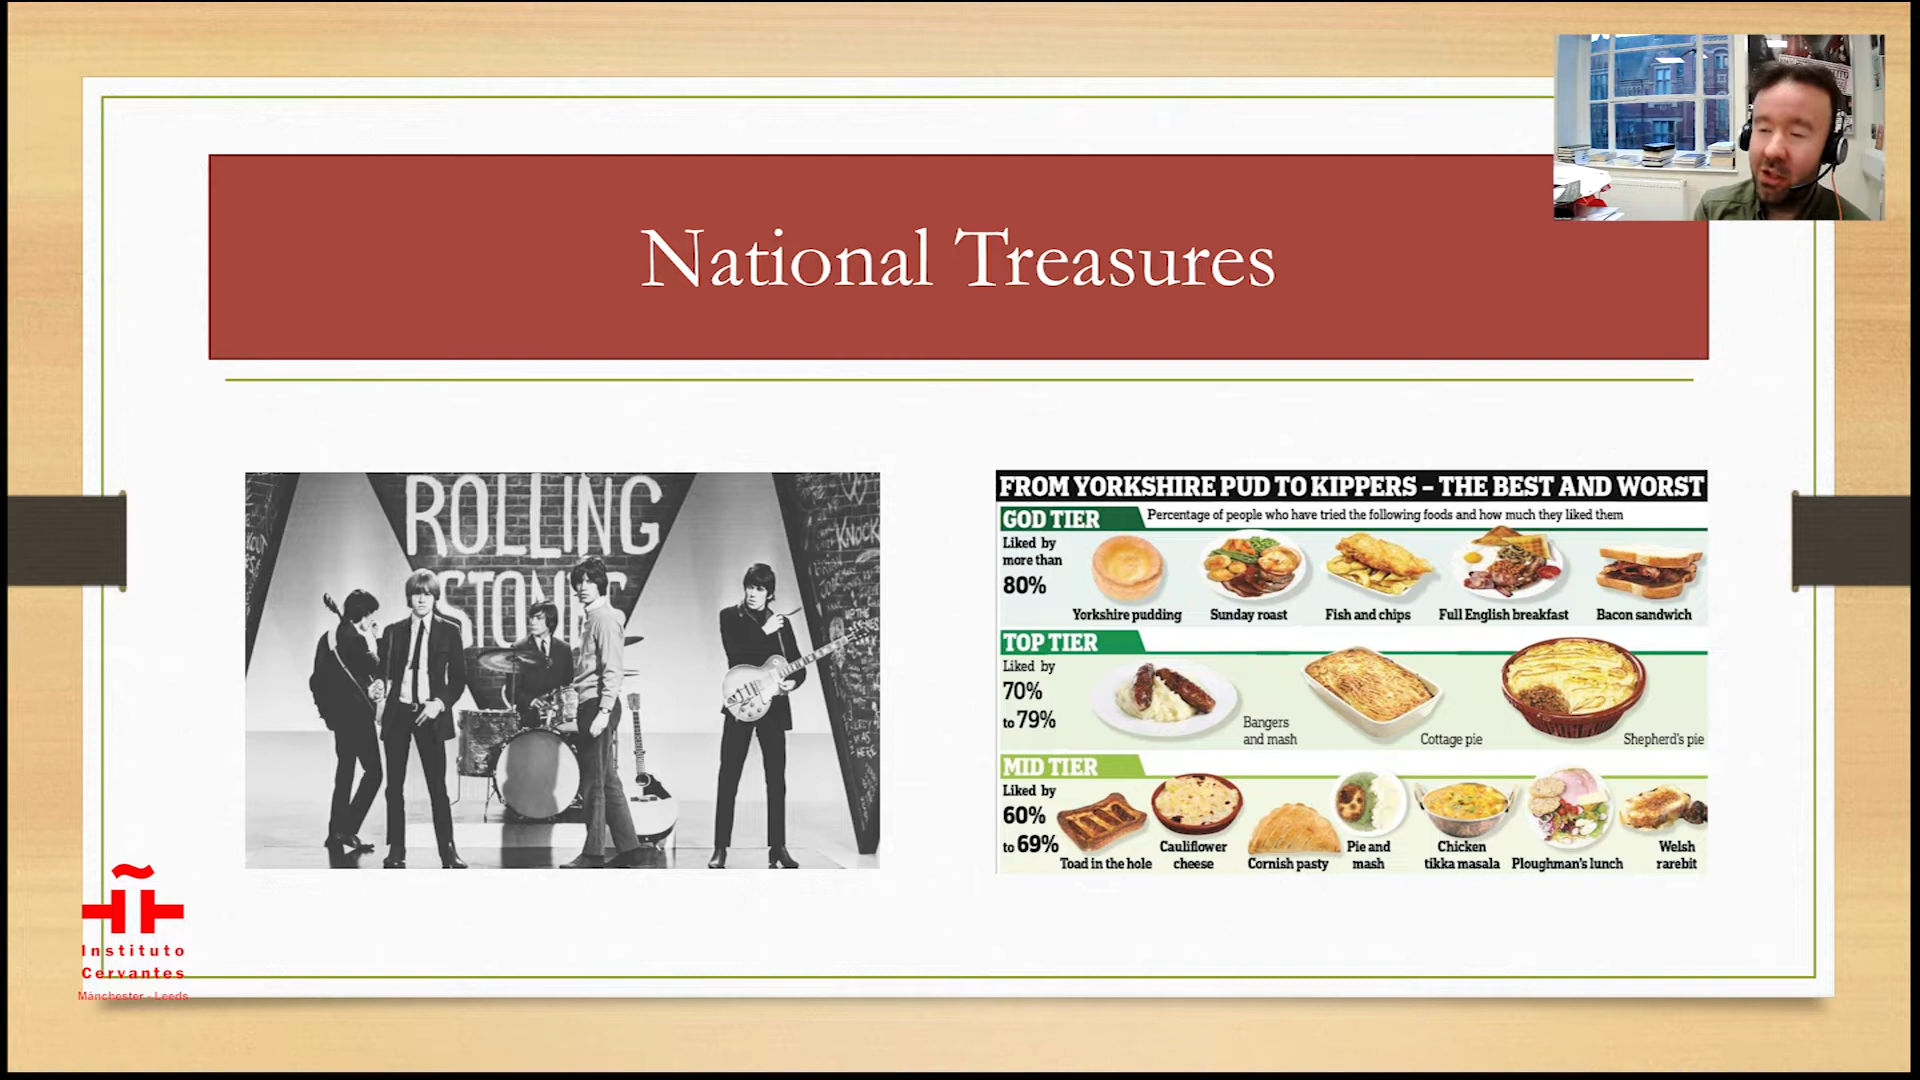 National Treasures
ROLLING
STONES
KNOCK
FROM YORKSHIRE PUD TO KIPPERS – THE BEST AND WORST
GOD TIER
Percentage of people who have tried the following foods and how much they liked them
Liked by
more than
80%
Yorkshire pudding
Sunday roast
Fish and chips
Full English breakfast
Bacon sandwich
TOP TIER
Liked by
70%
to 79%
Bangers
and mash
Cottage pie
Shepherd's pie
MID TIER
Liked by
60%
to 69%
Toad in the hole
Cauliflower
cheese
Cornish pasty
Pie and
mash
Chicken
tikka masala
Ploughman's lunch
Welsh
rarebit
Instituto
Cervantes
Mánchester - Leeds